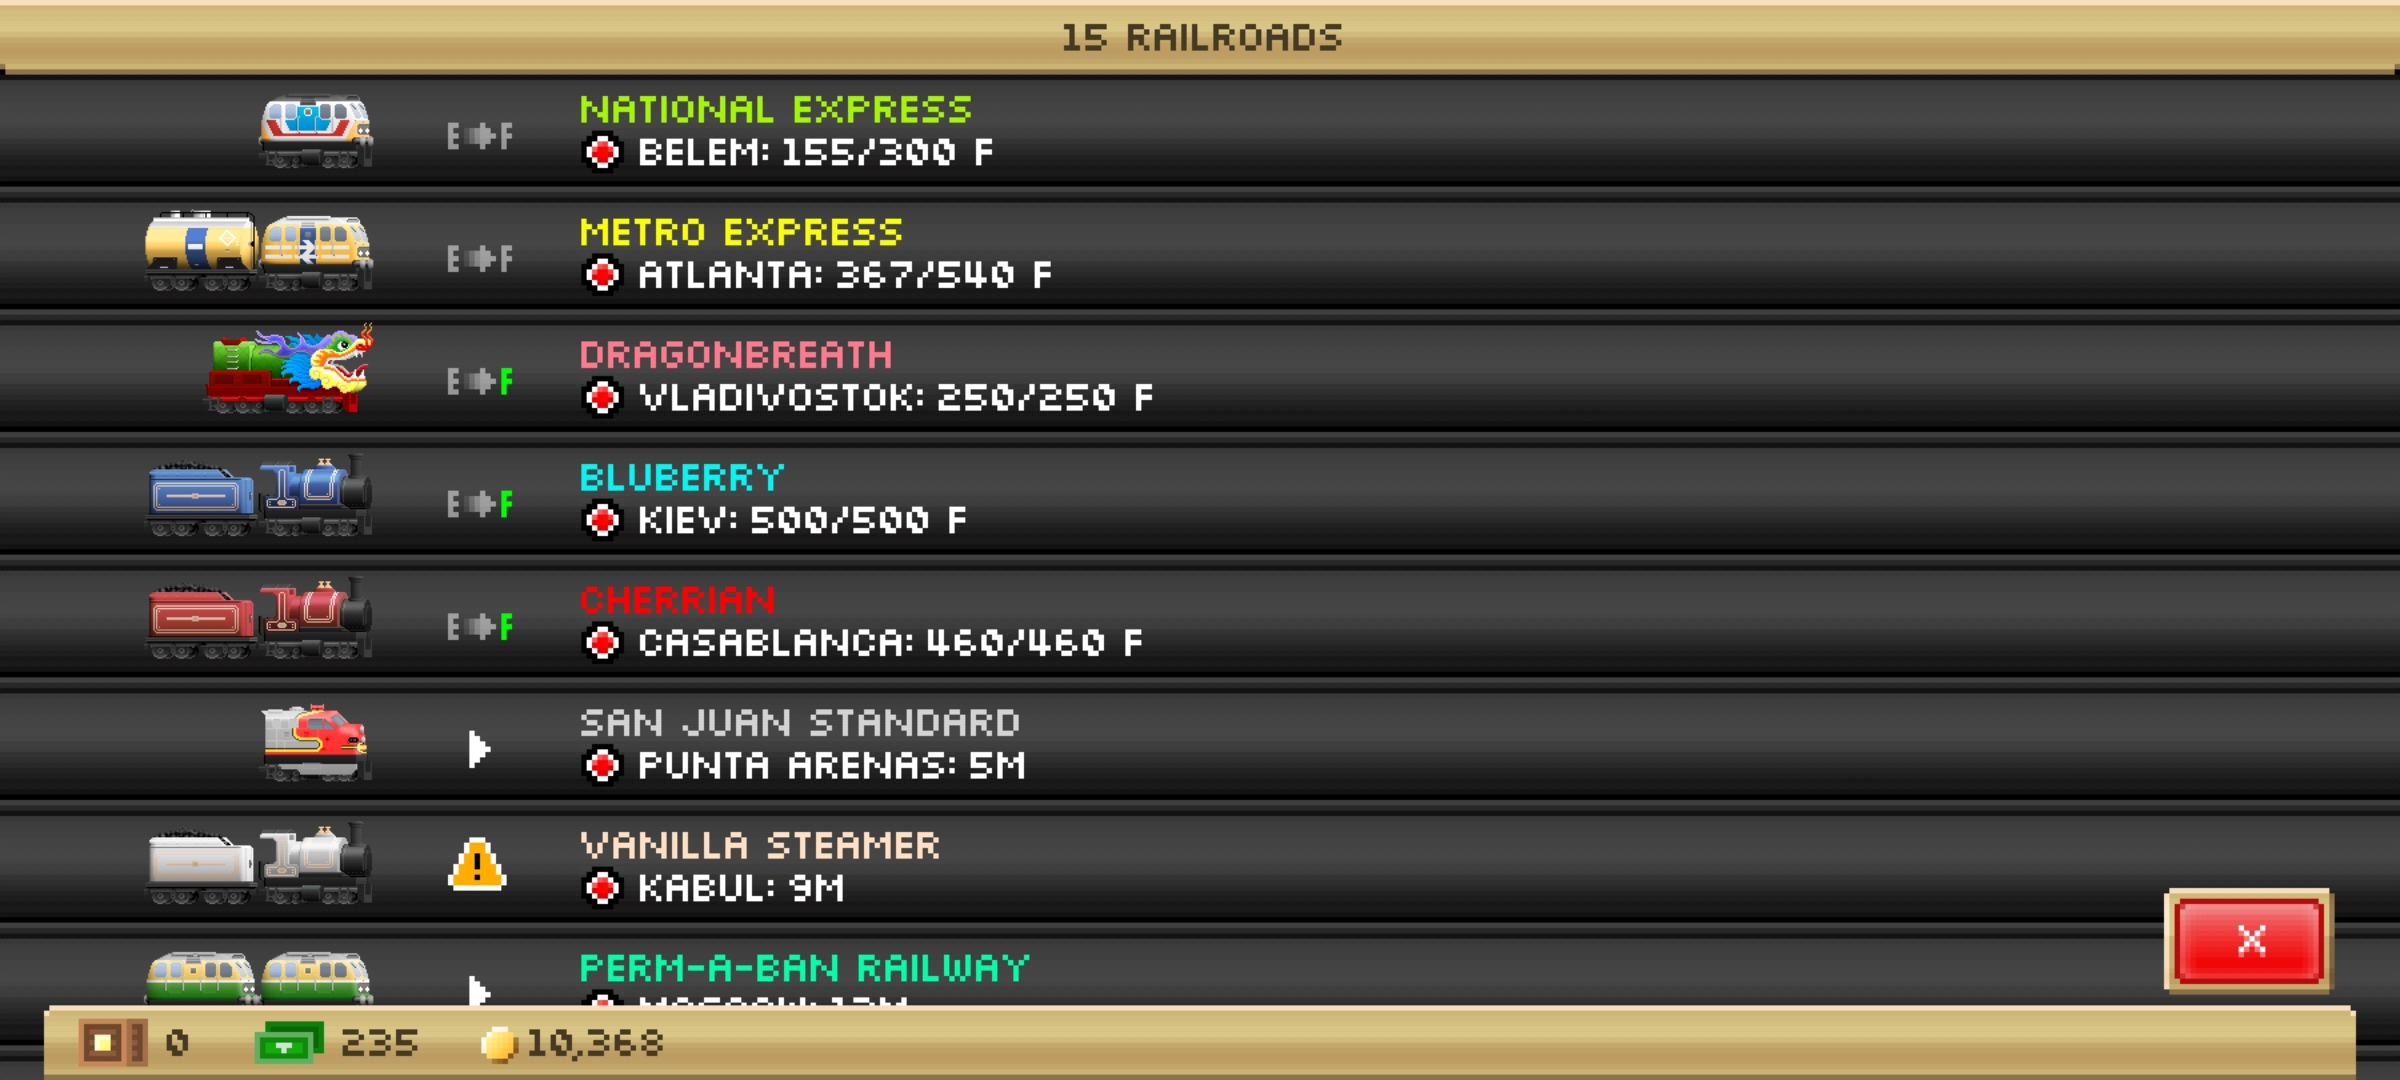 15 RAILROADS
E F
NATIONAL EXPRESS
BELEM: 155/300 F
E F
METRO EXPRESS
ATLANTA: 367/540 F
E F
DRAGONBREATH
VLADIVOSTOK: 250/250 F
E F
BLUBERRY
KIEV: 500/500 F
E F
CHERRIAN
CASABLANCA: 460/460 F
SAN JUAN STANDARD
PUNTA ARENAS: 5M
!
VANILLA STEAMER
KABUL: 9M
X
PERM-A-BAN RAILWAY
0 235 10,368